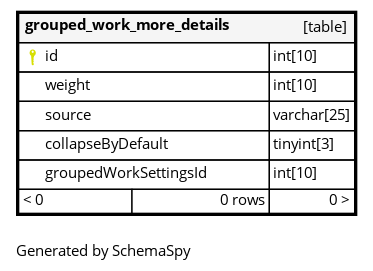 grouped_work_more_details [table]
id int[10]
weight int[10]
source varchar[25]
collapseByDefault tinyint[3]
groupedWorkSettingsId int[10]
< 0 0 rows 0 >
Generated by SchemaSpy